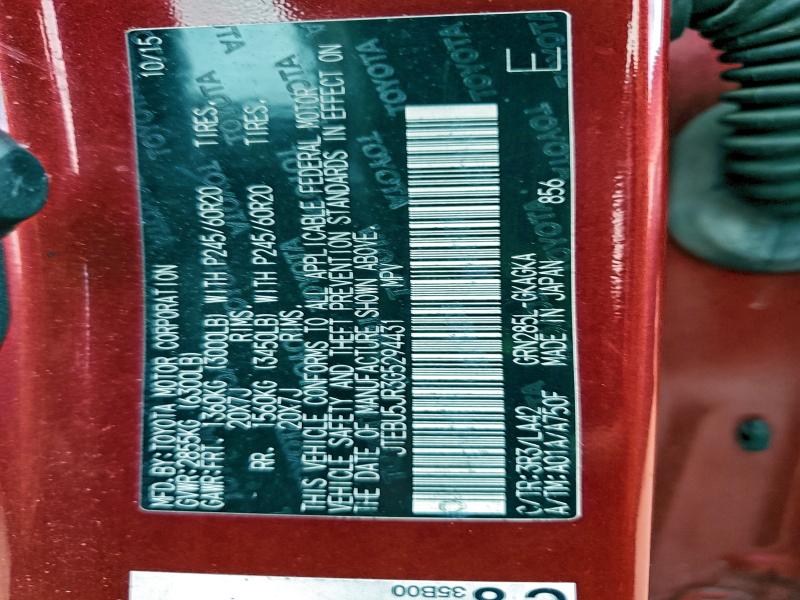 MFD.BY: TOYOTA MOTOR CORPORATION 10/15
GVWR:2855KG (6300LB)
GAWR:FRT. 1360KG (3000LB) WITH P245/60R20 TIRES.
20X7J RIMS.
RR. 1560KG (3450LB) WITH P245/60R20 TIRES.
20X7J RIMS.
THIS VEHICLE CONFORMS TO ALL APPLICABLE FEDERAL MOTOR
VEHICLE SAFETY AND THEFT PREVENTION STANDARDS IN EFFECT ON
THE DATE OF MANUFACTURE SHOWN ABOVE.
JTEBU5JR3G5294431 MPV
C/TR:3R3/LA42 GRN285L-GKAGKA
A/TM:A01A/A750F MADE IN JAPAN 856
E
35B00